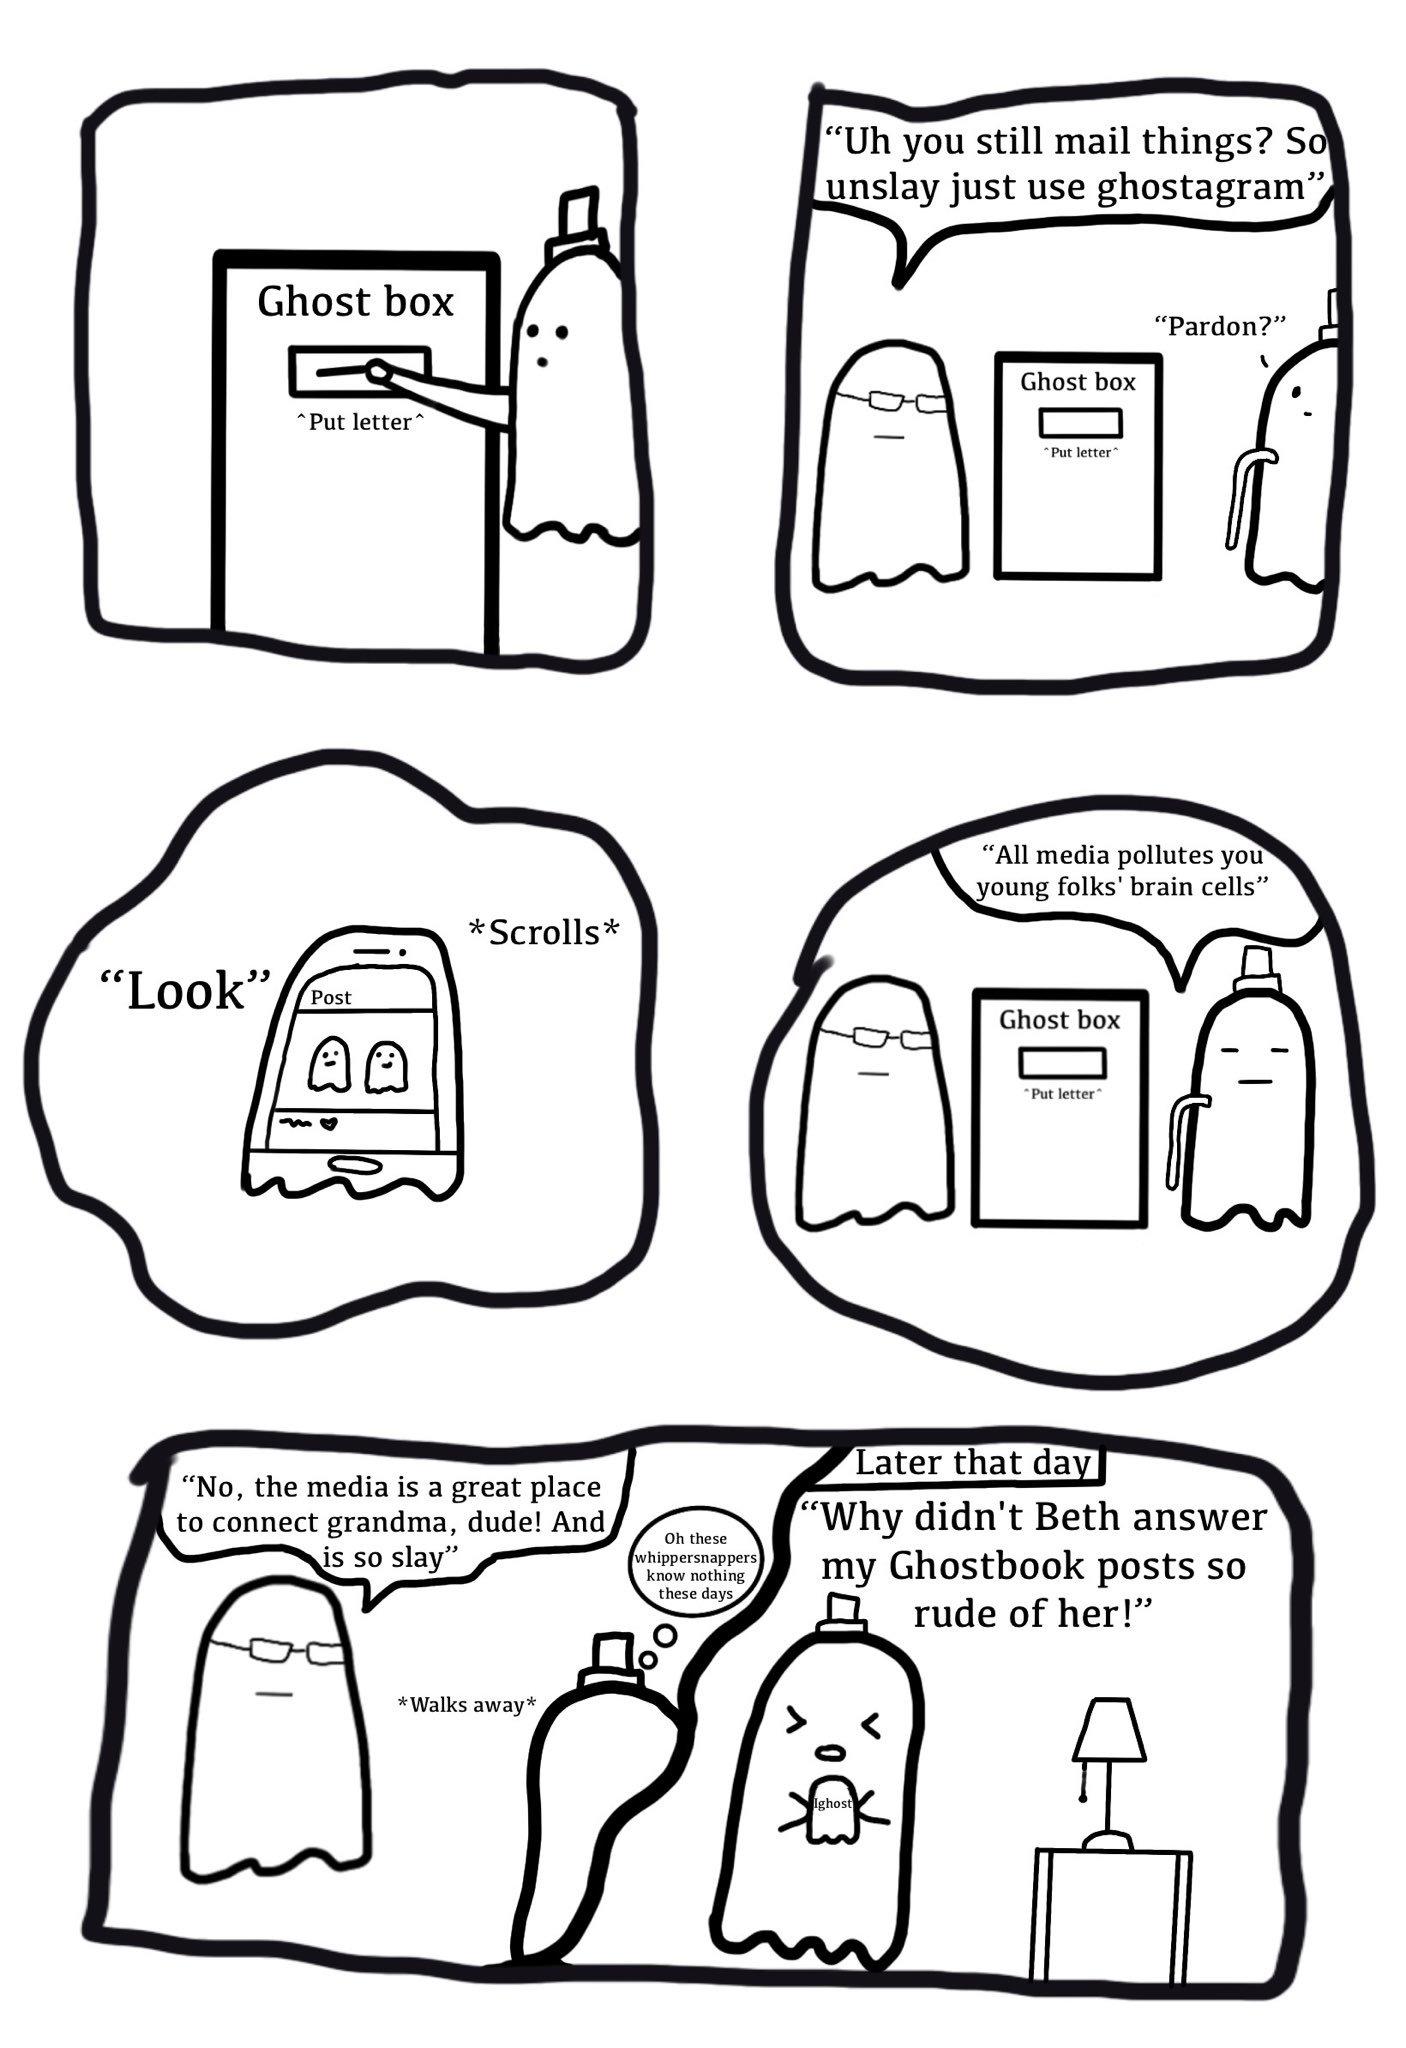 Ghost box
^Put letter^
“Uh you still mail things? So
unslay just use ghostagram”
“Pardon?”
Ghost box
^Put letter^
“Look”
*Scrolls*
Post
“All media pollutes you
young folks' brain cells”
Ghost box
^Put letter^
“No, the media is a great place
to connect grandma, dude! And
is so slay”
Oh these
whippersnappers
know nothing
these days
*Walks away*
Later that day
“Why didn't Beth answer
my Ghostbook posts so
rude of her!”
Ighost